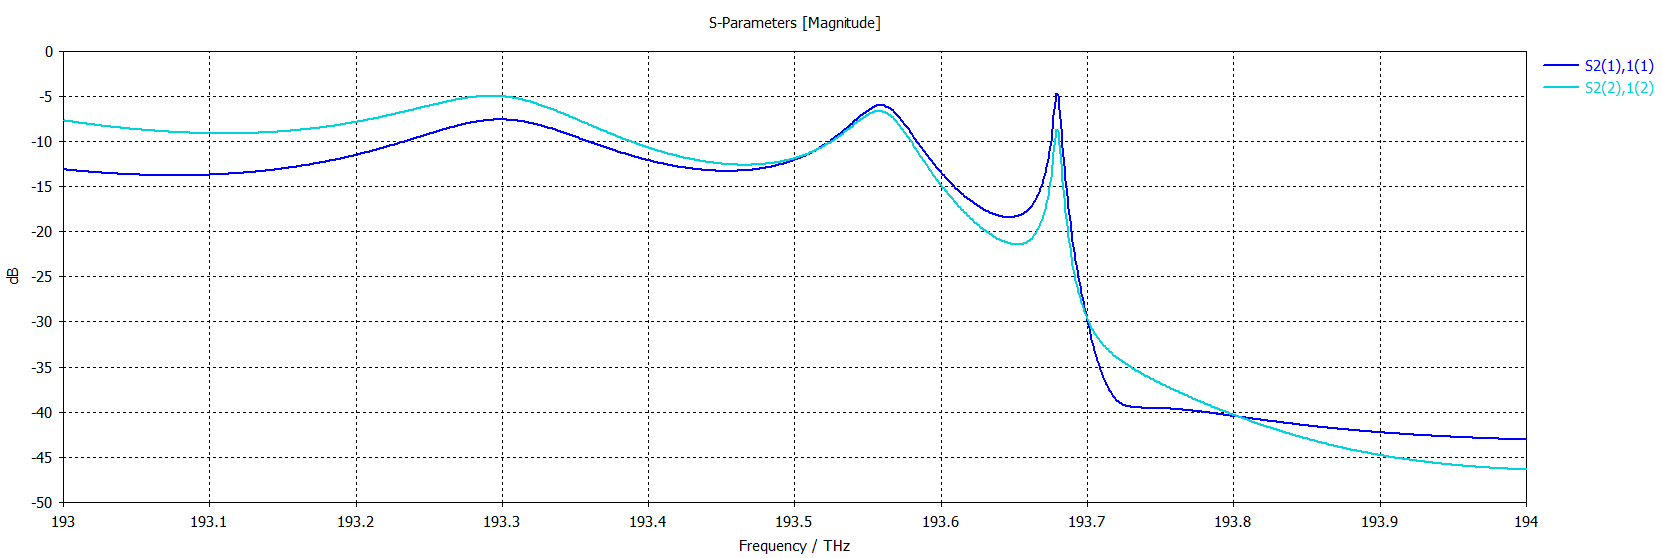 S-Parameters [Magnitude]
S2(1),1(1)
S2(2),1(2)
dB
0
-5
-10
-15
-20
-25
-30
-35
-40
-45
-50
193 193.1 193.2 193.3 193.4 193.5 193.6 193.7 193.8 193.9 194
Frequency / THz